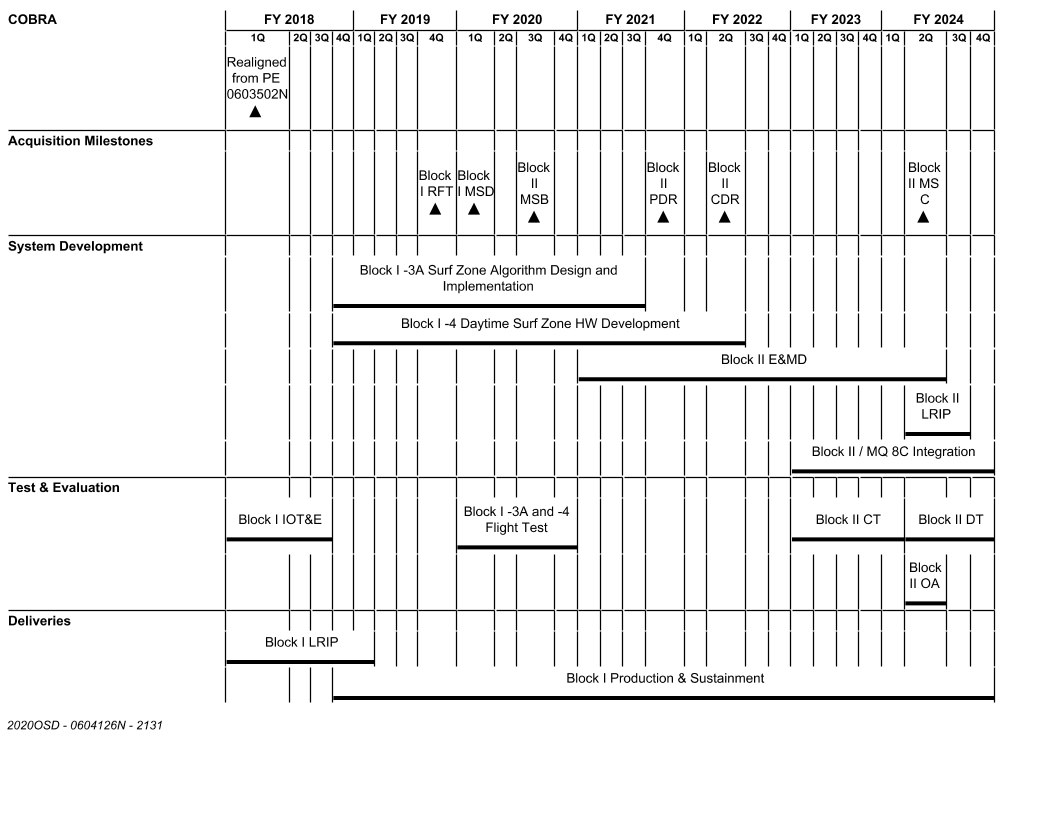 COBRA FY 2018 FY 2019 FY 2020 FY 2021 FY 2022 FY 2023 FY 2024
1Q 2Q 3Q 4Q 1Q 2Q 3Q 4Q 1Q 2Q 3Q 4Q 1Q 2Q 3Q 4Q 1Q 2Q 3Q 4Q 1Q 2Q 3Q 4Q 1Q 2Q 3Q 4Q
Realigned
from PE
0603502N
Acquisition Milestones
Block
I RFT
Block
I MSD
Block
II
MSB
Block
II
PDR
Block
II
CDR
Block
II MS
C
System Development
Block I -3A Surf Zone Algorithm Design and
Implementation
Block I -4 Daytime Surf Zone HW Development
Block II E&MD
Block II
LRIP
Block II / MQ 8C Integration
Test & Evaluation
Block I IOT&E
Block I -3A and -4
Flight Test
Block II CT
Block II DT
Block
II OA
Deliveries
Block I LRIP
Block I Production & Sustainment
2020OSD - 0604126N - 2131